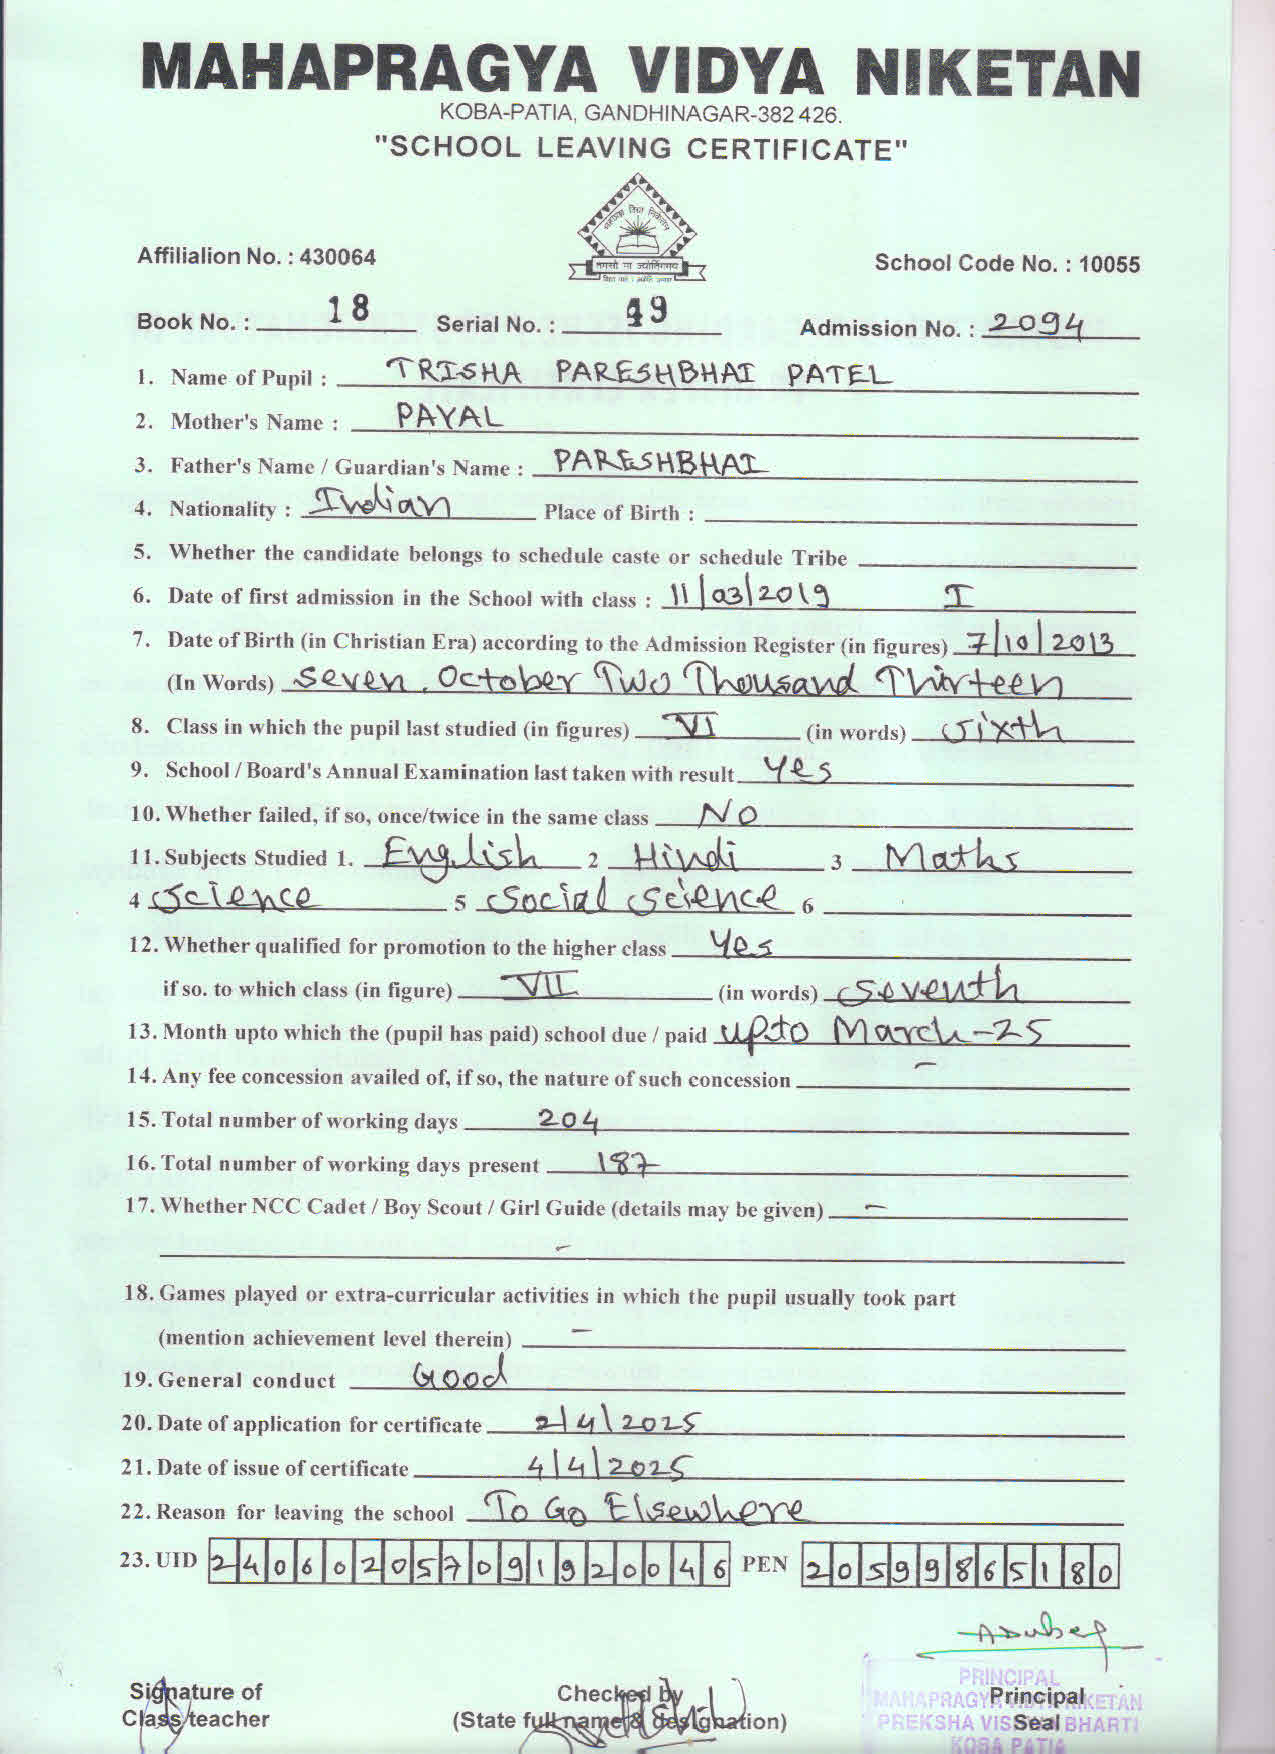 MAHAPRAGYA VIDYA NIKETAN
KOBA-PATIA, GANDHINAGAR-382 426.
"SCHOOL LEAVING CERTIFICATE"
महाप्रज्ञ विद्या निकेतन
तमसो मा ज्योतिर्गमय
Affilialion No. : 430064
School Code No. : 10055
Book No. : 18 Serial No. : 49 Admission No. : 2094
1. Name of Pupil : TRISHA PARESHBHAI PATEL
2. Mother's Name : PAYAL
3. Father's Name / Guardian's Name : PARESHBHAI
4. Nationality : Indian Place of Birth :
5. Whether the candidate belongs to schedule caste or schedule Tribe
6. Date of first admission in the School with class : 11/03/2019 I
7. Date of Birth (in Christian Era) according to the Admission Register (in figures) 7/10/2013
(In Words) Seven, October Two Thousand Thirteen
8. Class in which the pupil last studied (in figures) VI (in words) Sixth
9. School / Board's Annual Examination last taken with result Yes
10. Whether failed, if so, once/twice in the same class NO
11. Subjects Studied 1. English 2 Hindi 3 Maths
4 Science 5 Social Science 6
12. Whether qualified for promotion to the higher class Yes
if so. to which class (in figure) VII (in words) Seventh
13. Month upto which the (pupil has paid) school due / paid upto March-25
14. Any fee concession availed of, if so, the nature of such concession -
15. Total number of working days 204
16. Total number of working days present 187
17. Whether NCC Cadet / Boy Scout / Girl Guide (details may be given) -
-
18. Games played or extra-curricular activities in which the pupil usually took part
(mention achievement level therein) -
19. General conduct Good
20. Date of application for certificate 2/4/2025
21. Date of issue of certificate 4/4/2025
22. Reason for leaving the school To Go Elsewhere
23. UID 240602057091920046 PEN 20599865180
Signature of
Class teacher
Checked by
(State full name & designation)
Principal
Seal
PRINCIPAL
MAHAPRAGYA VIDYA NIKETAN
PREKSHA VISHWA BHARTI
KOBA PATIA